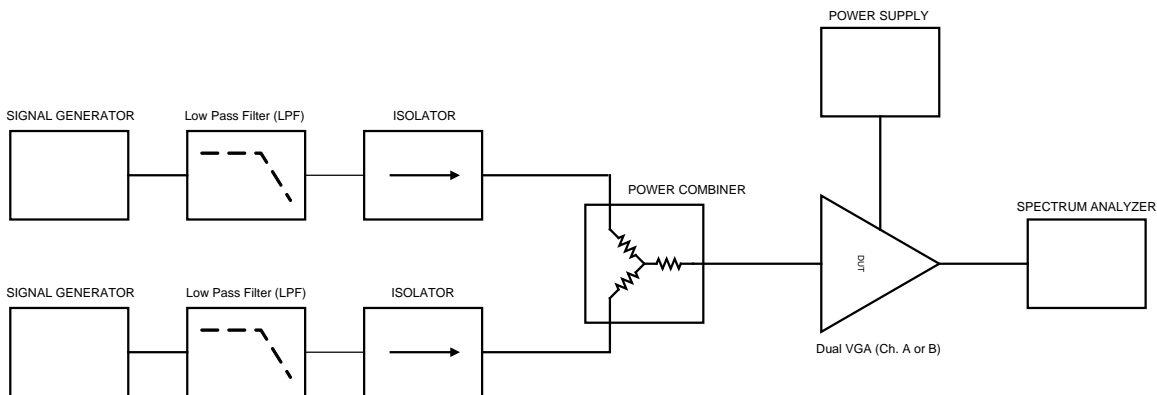 POWER SUPPLY
SIGNAL GENERATOR
Low Pass Filter (LPF)
ISOLATOR
POWER COMBINER
SPECTRUM ANALYZER
DUT
SIGNAL GENERATOR
Low Pass Filter (LPF)
ISOLATOR
Dual VGA (Ch. A or B)